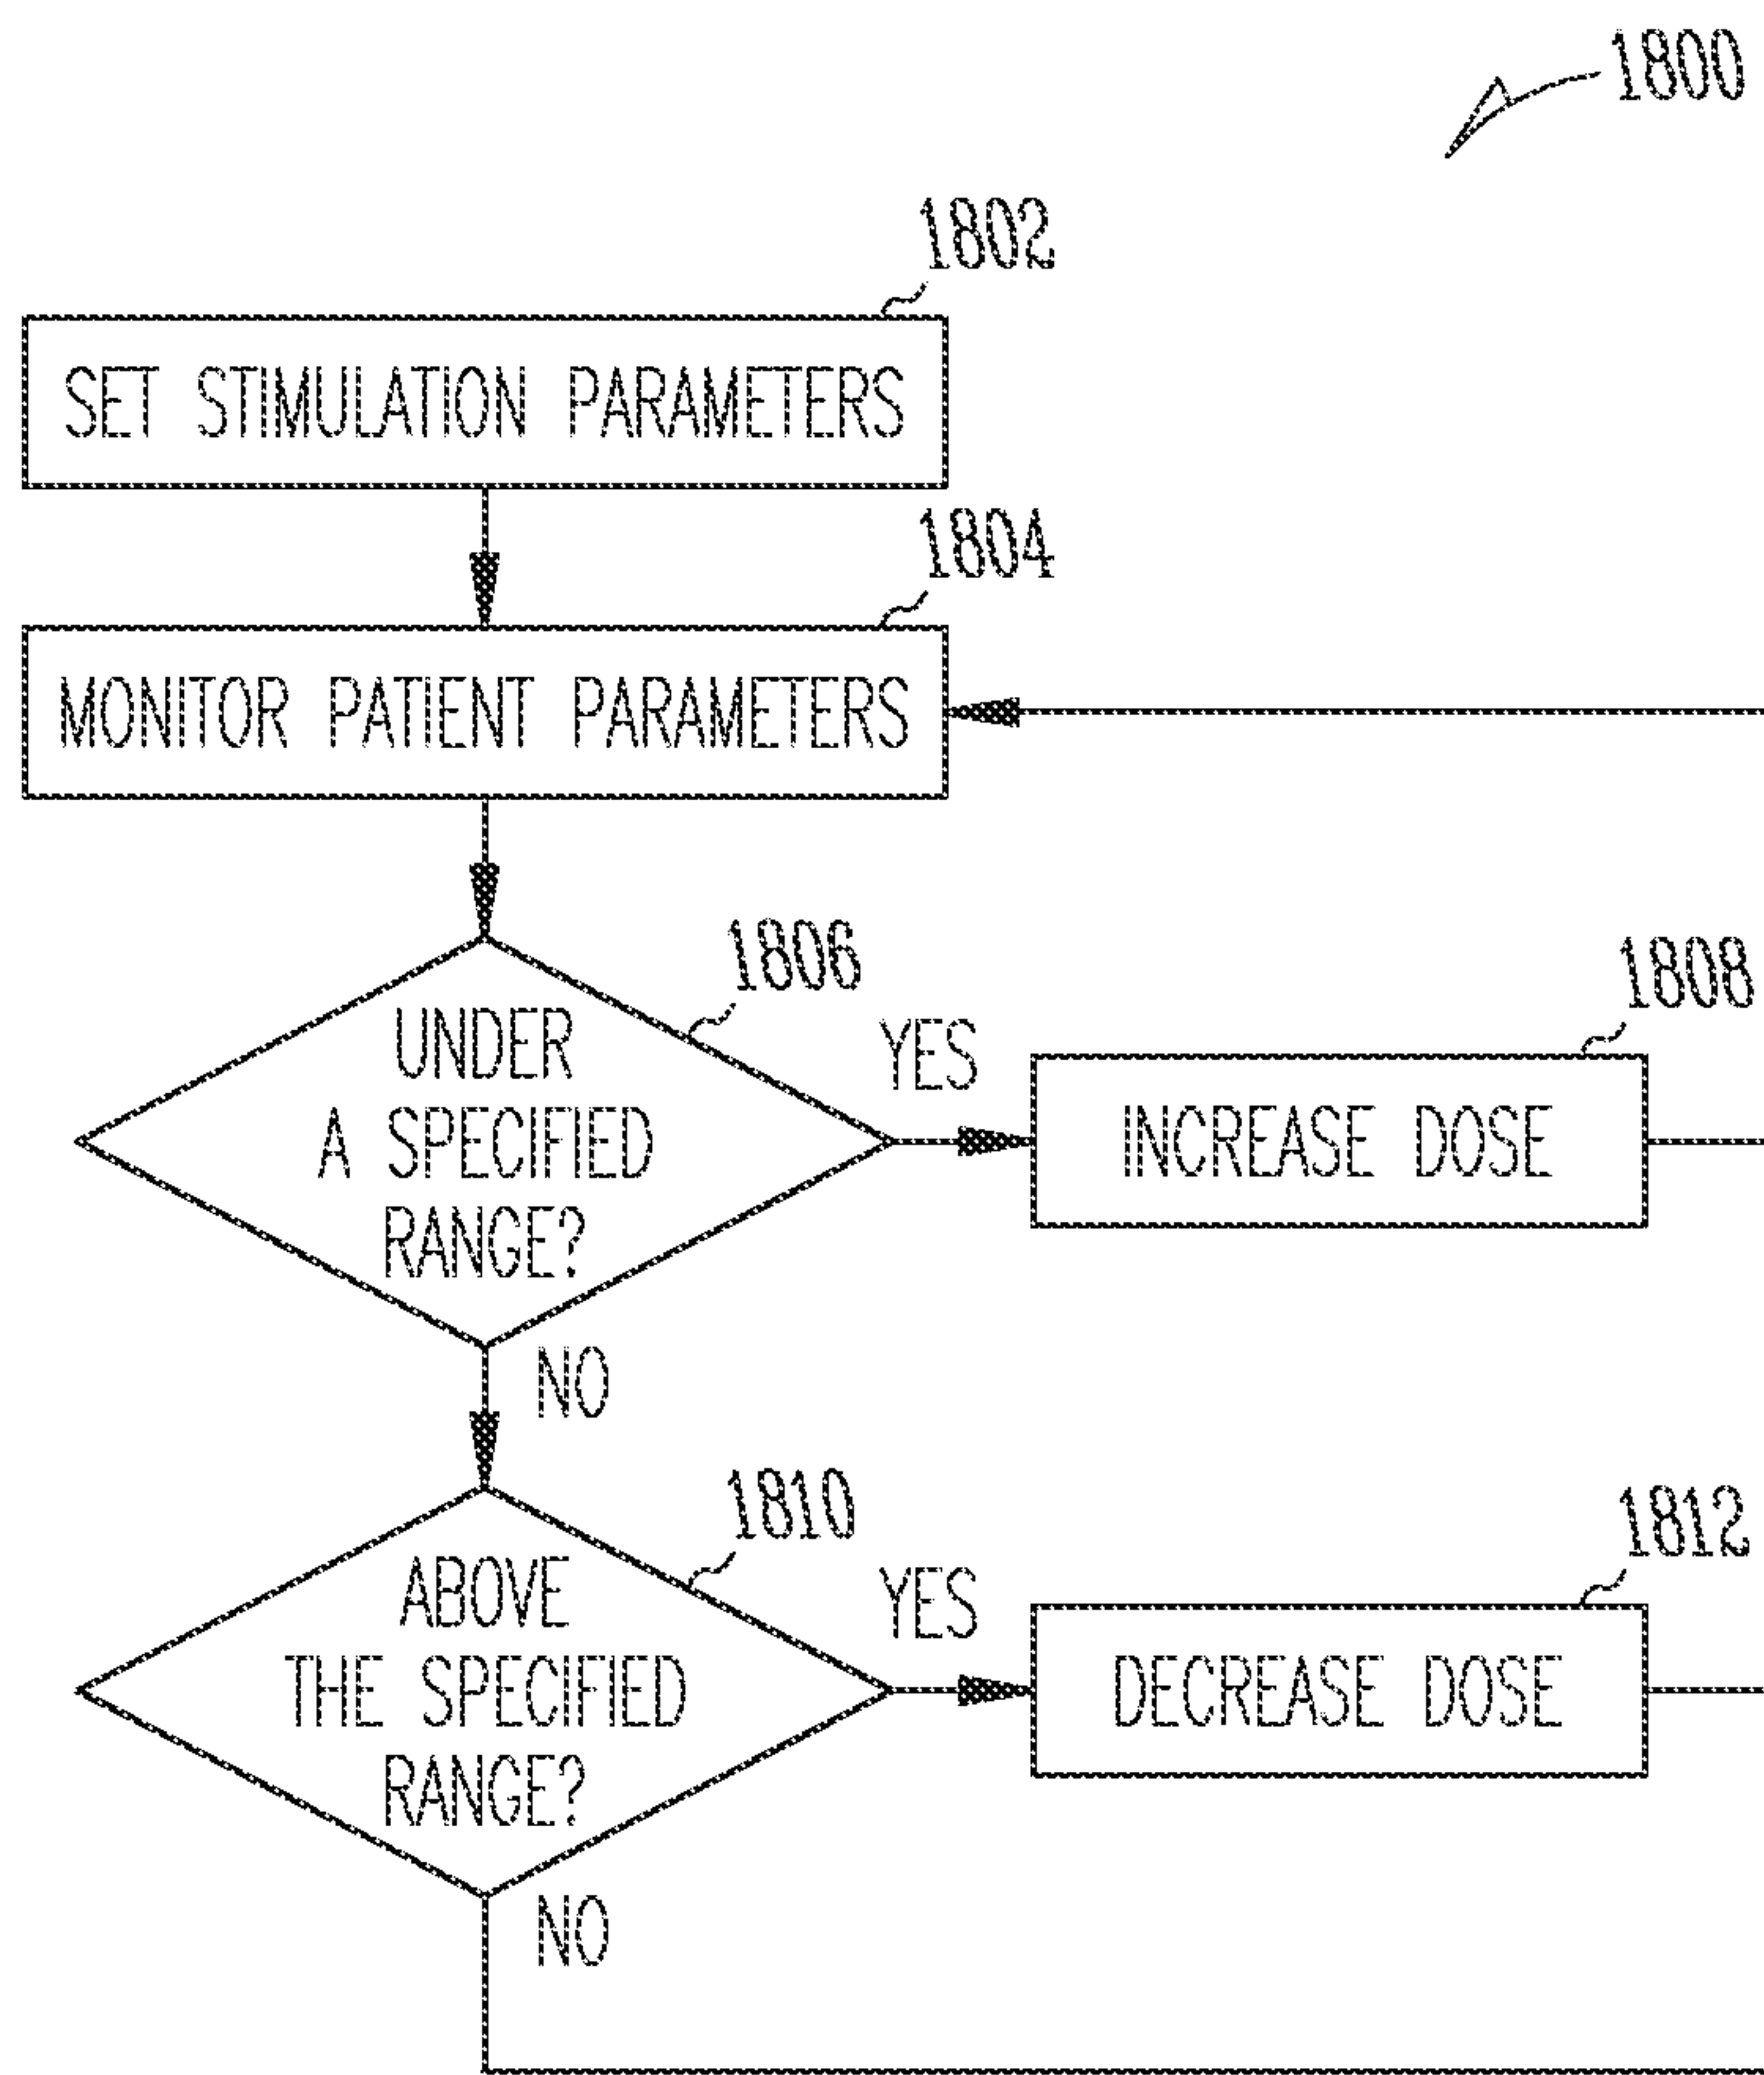 1800
1802
SET STIMULATION PARAMETERS
1804
MONITOR PATIENT PARAMETERS
1806
UNDER
A SPECIFIED
RANGE?
YES
1808
INCREASE DOSE
NO
1810
ABOVE
THE SPECIFIED
RANGE?
YES
1812
DECREASE DOSE
NO